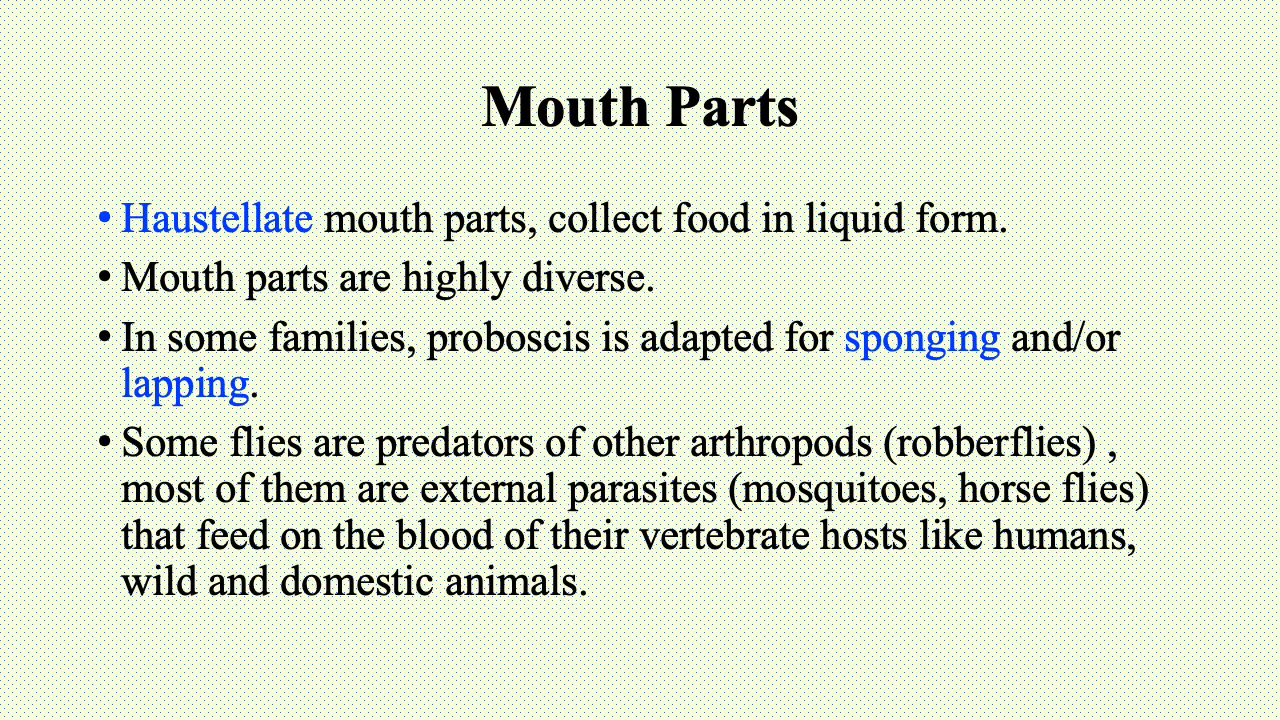 Mouth Parts
• Haustellate mouth parts, collect food in liquid form.
• Mouth parts are highly diverse.
• In some families, proboscis is adapted for sponging and/or
lapping.
• Some flies are predators of other arthropods (robberflies) ,
most of them are external parasites (mosquitoes, horse flies)
that feed on the blood of their vertebrate hosts like humans,
wild and domestic animals.